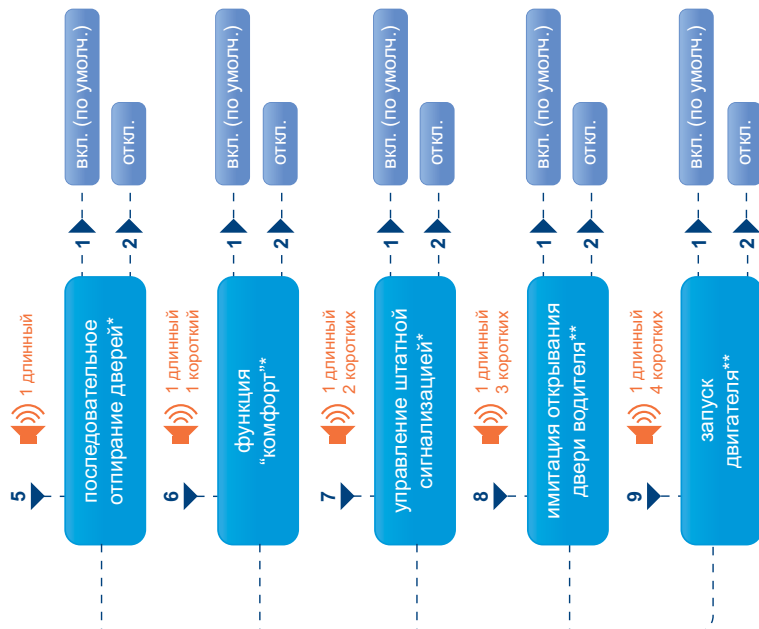 5
1 длинный
последовательное
отпирание дверей*
1
вкл. (по умолч.)
2
откл.
6
1 длинный
1 короткий
функция
“комфорт”*
1
вкл. (по умолч.)
2
откл.
7
1 длинный
2 коротких
управление штатной
сигнализацией*
1
вкл. (по умолч.)
2
откл.
8
1 длинный
3 коротких
имитация открывания
двери водителя**
1
вкл. (по умолч.)
2
откл.
9
1 длинный
4 коротких
запуск
двигателя**
1
вкл. (по умолч.)
2
откл.